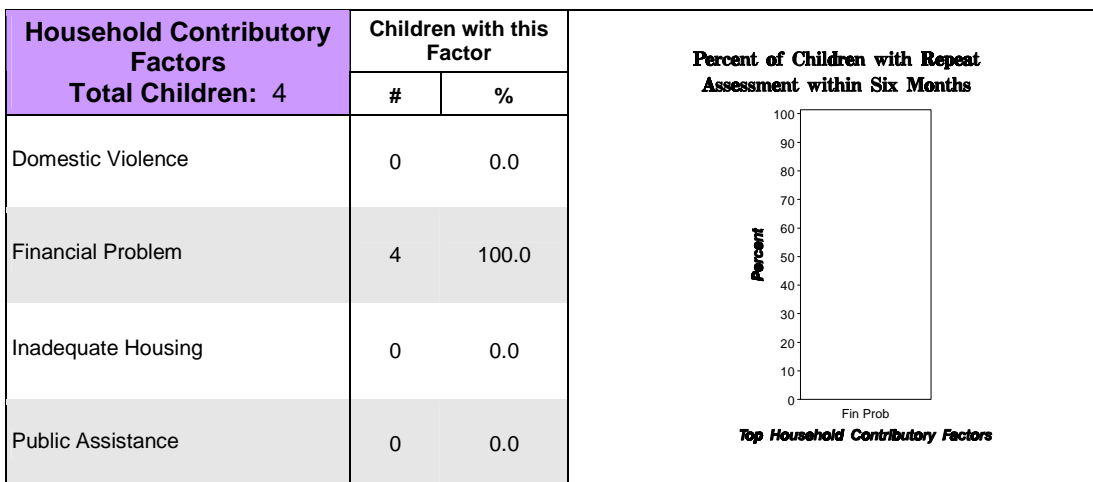 Household Contributory
Factors
Total Children: 4
Children with this
Factor
# %
Domestic Violence 0 0.0
Financial Problem 4 100.0
Inadequate Housing 0 0.0
Public Assistance 0 0.0
Percent of Children with Repeat
Assessment within Six Months
100
90
80
70
60
50
40
30
20
10
0
Percent
Fin Prob
Top Household Contributory Factors